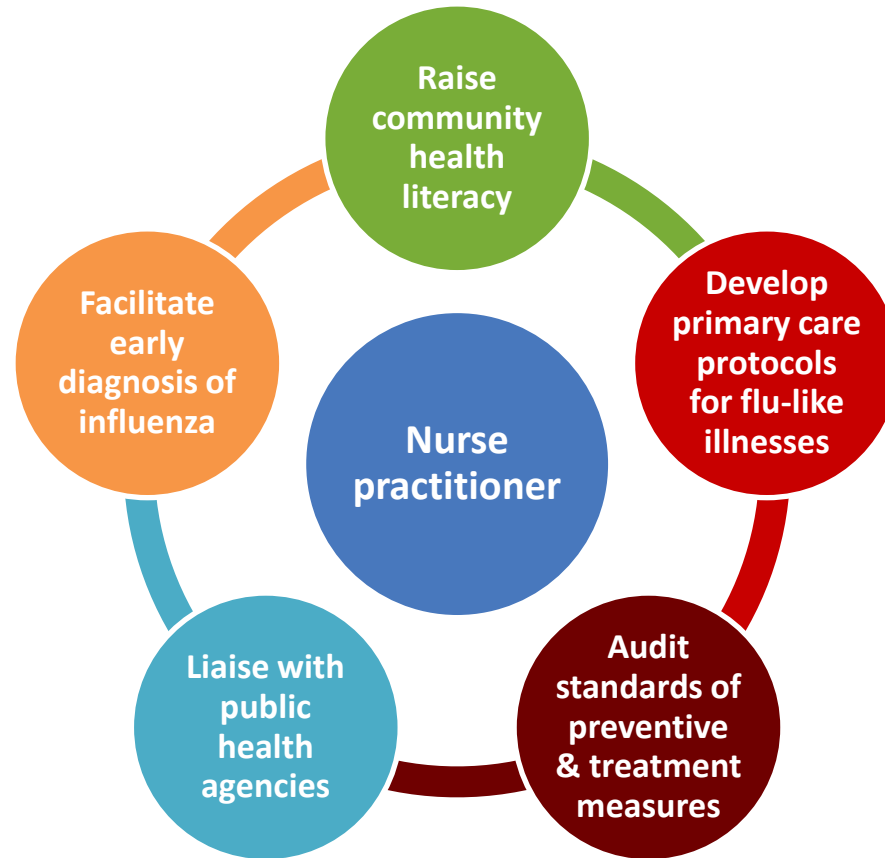 Raise
community
health
literacy
Develop
primary care
protocols
for flu-like
illnesses
Audit
standards of
preventive
& treatment
measures
Liaise with
public
health
agencies
Facilitate
early
diagnosis of
influenza
Nurse
practitioner